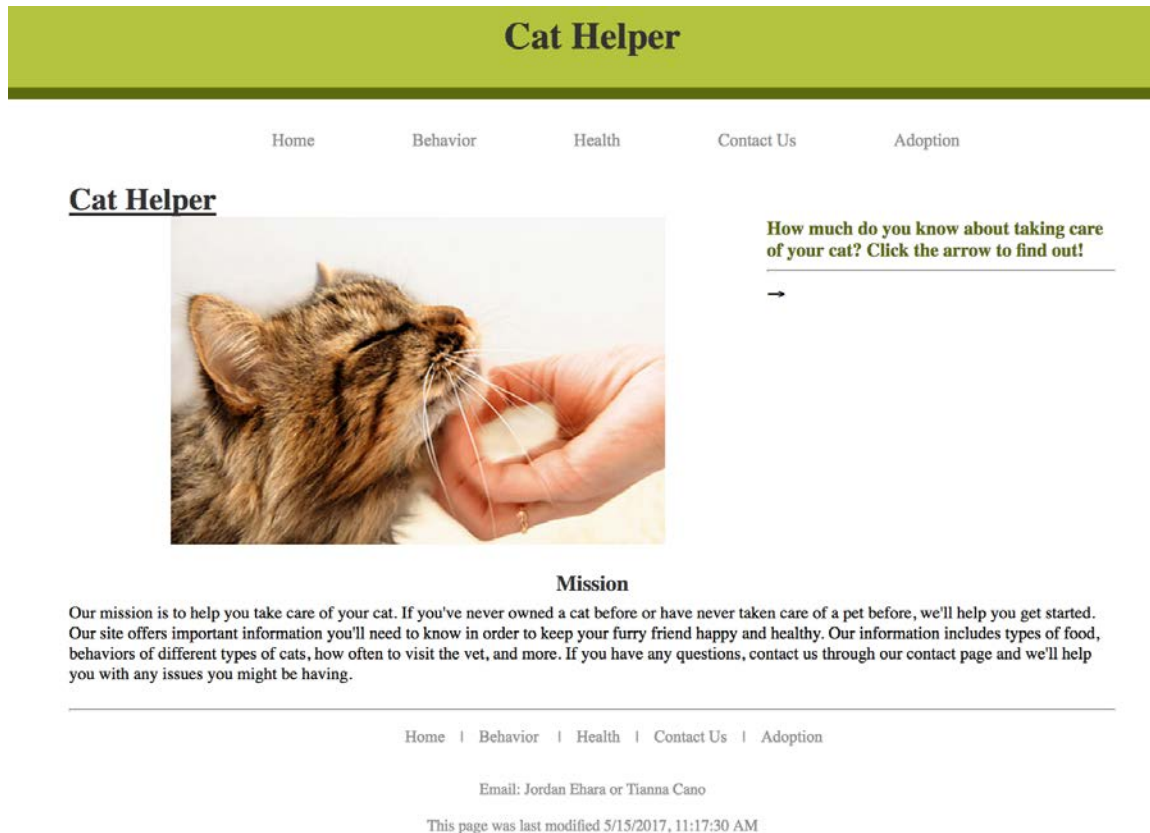 Cat Helper
Home Behavior Health Contact Us Adoption
Cat Helper
How much do you know about taking care
of your cat? Click the arrow to find out!
→
Mission
Our mission is to help you take care of your cat. If you've never owned a cat before or have never taken care of a pet before, we'll help you get started.
Our site offers important information you'll need to know in order to keep your furry friend happy and healthy. Our information includes types of food,
behaviors of different types of cats, how often to visit the vet, and more. If you have any questions, contact us through our contact page and we'll help
you with any issues you might be having.
Home | Behavior | Health | Contact Us | Adoption
Email: Jordan Ehara or Tianna Cano
This page was last modified 5/15/2017, 11:17:30 AM